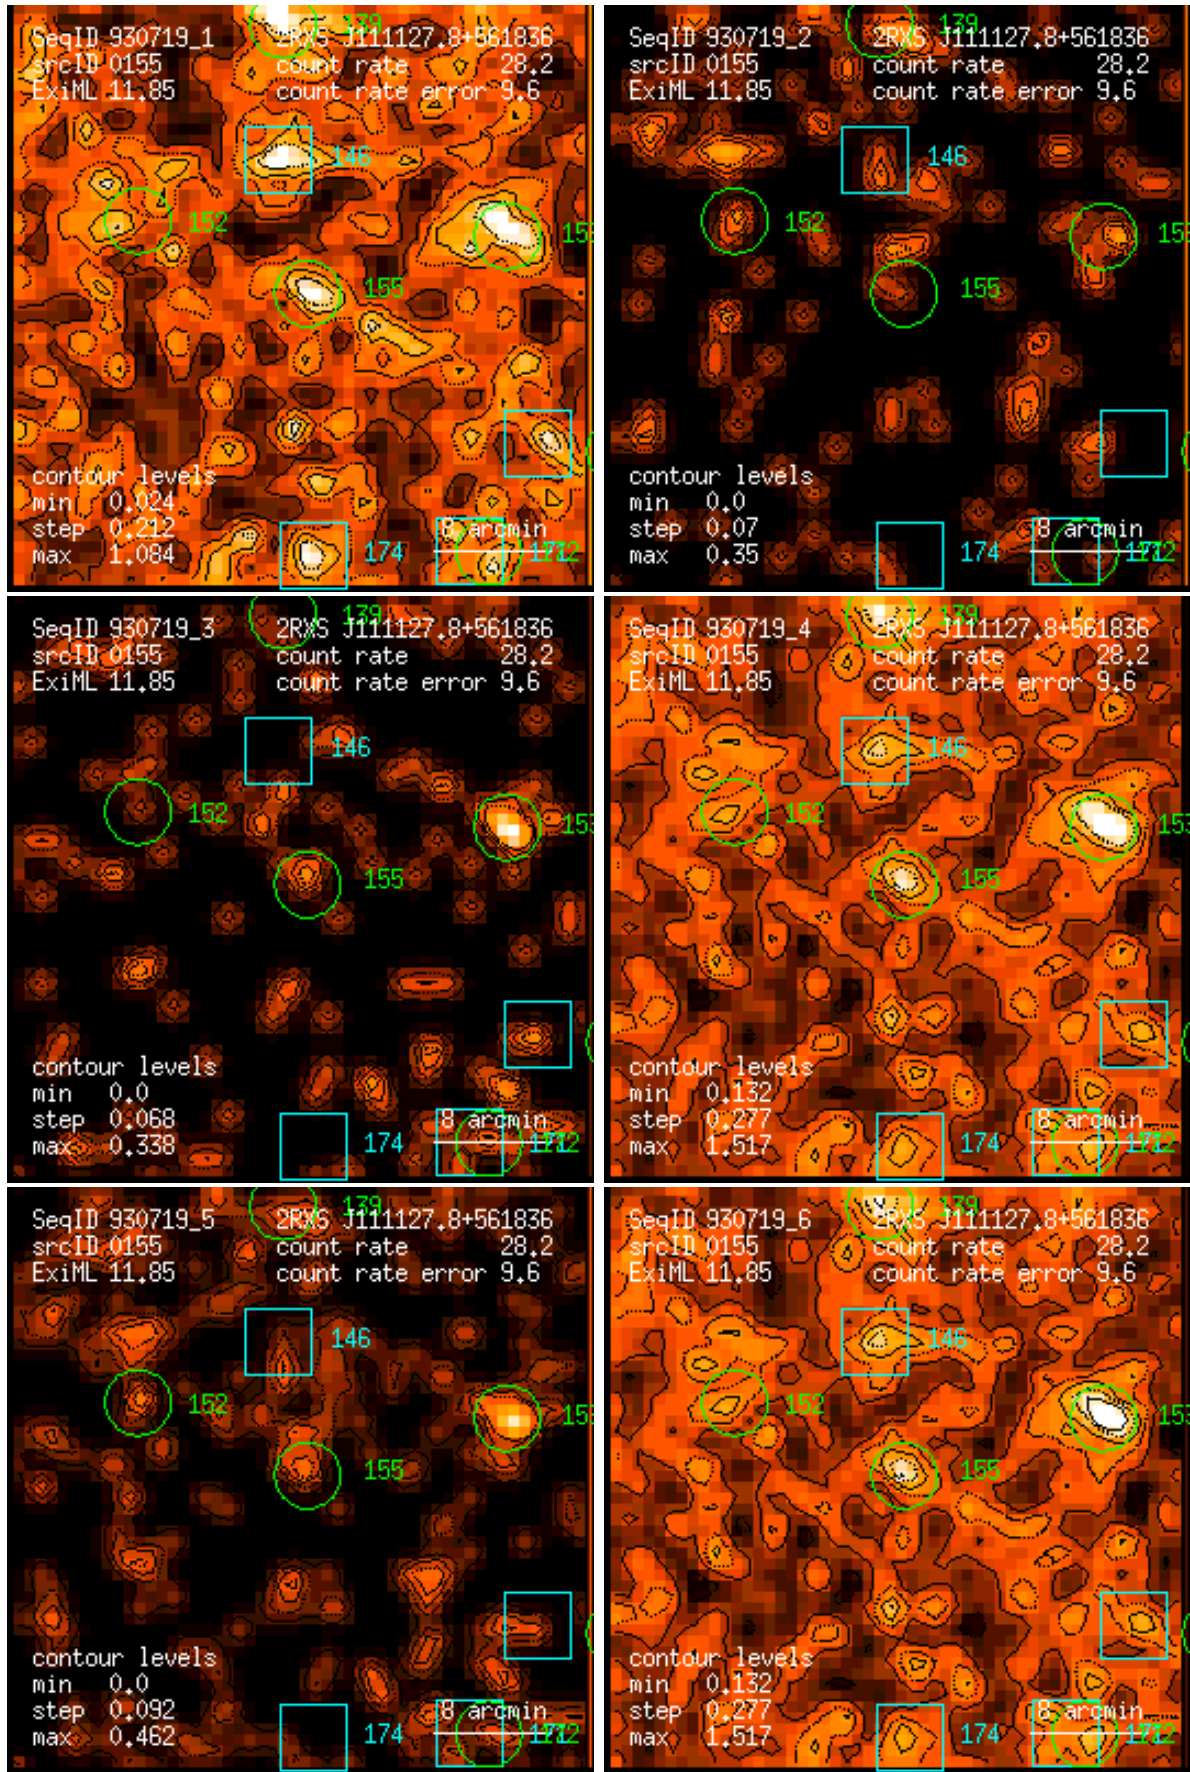 139
SeqID 930719_1 2RXS J111127.8+561836
srcID 0155 count rate 28.2
ExiML 11.85 count rate error 9.6
146
152
155
contour levels
min 0.024
step 0.212
max 1.084
8 arcmin
174
139
SeqID 930719_2 2RXS J111127.8+561836
srcID 0155 count rate 28.2
ExiML 11.85 count rate error 9.6
146
152
155
contour levels
min 0.0
step 0.07
max 0.35
8 arcmin
174
139
SeqID 930719_3 2RXS J111127.8+561836
srcID 0155 count rate 28.2
ExiML 11.85 count rate error 9.6
146
152
153
155
contour levels
min 0.0
step 0.068
max 0.338
8 arcmin
174
139
SeqID 930719_4 2RXS J111127.8+561836
srcID 0155 count rate 28.2
ExiML 11.85 count rate error 9.6
146
152
153
155
contour levels
min 0.132
step 0.277
max 1.517
8 arcmin
174
139
SeqID 930719_5 2RXS J111127.8+561836
srcID 0155 count rate 28.2
ExiML 11.85 count rate error 9.6
146
152
153
155
contour levels
min 0.0
step 0.092
max 0.462
8 arcmin
174
139
SeqID 930719_6 2RXS J111127.8+561836
srcID 0155 count rate 28.2
ExiML 11.85 count rate error 9.6
146
152
153
155
contour levels
min 0.132
step 0.277
max 1.517
8 arcmin
174